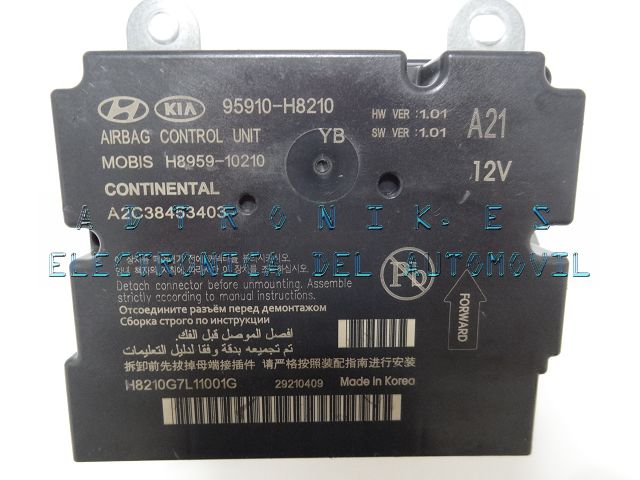 HYUNDAI KIA 95910-H8210
AIRBAG CONTROL UNIT
MOBIS H8959-10210
CONTINENTAL
A2C38453403
YB
HW VER : 1.01
SW VER : 1.01
A21
12V
ADTRONIK.ES
ELECTRONICA DEL AUTOMOVIL
Detach connector before unmounting. Assemble
strictly according to manual instructions.
Отсоедините разъём перед демонтажом
Сборка строго по инструкции
افصل الموصل قبل الفك.
تم تجميعه بدقة وفقا لدليل التعليمات
拆卸前先拔掉母端接插件 请严格按照装配指南进行安装
Pb
FORWARD
H8210G7L11001G 29210409 Made in Korea